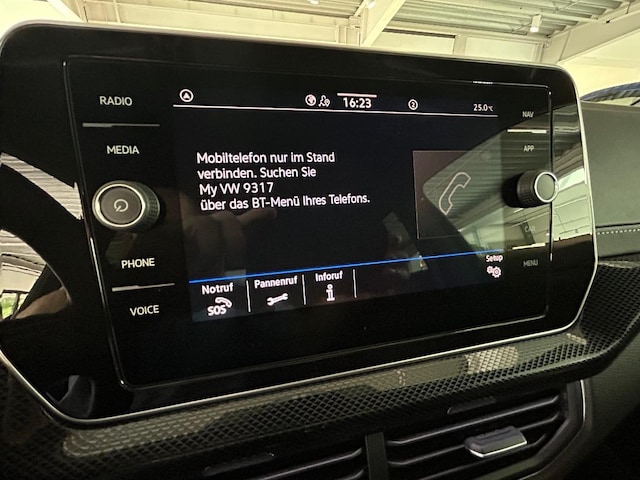 RADIO
MEDIA
PHONE
VOICE
16:23
2
25.0°C
Mobiltelefon nur im Stand
verbinden. Suchen Sie
My VW 9317
über das BT-Menü Ihres Telefons.
Notruf
SOS
Pannenruf
Inforuf
Setup
NAV
APP
MENU